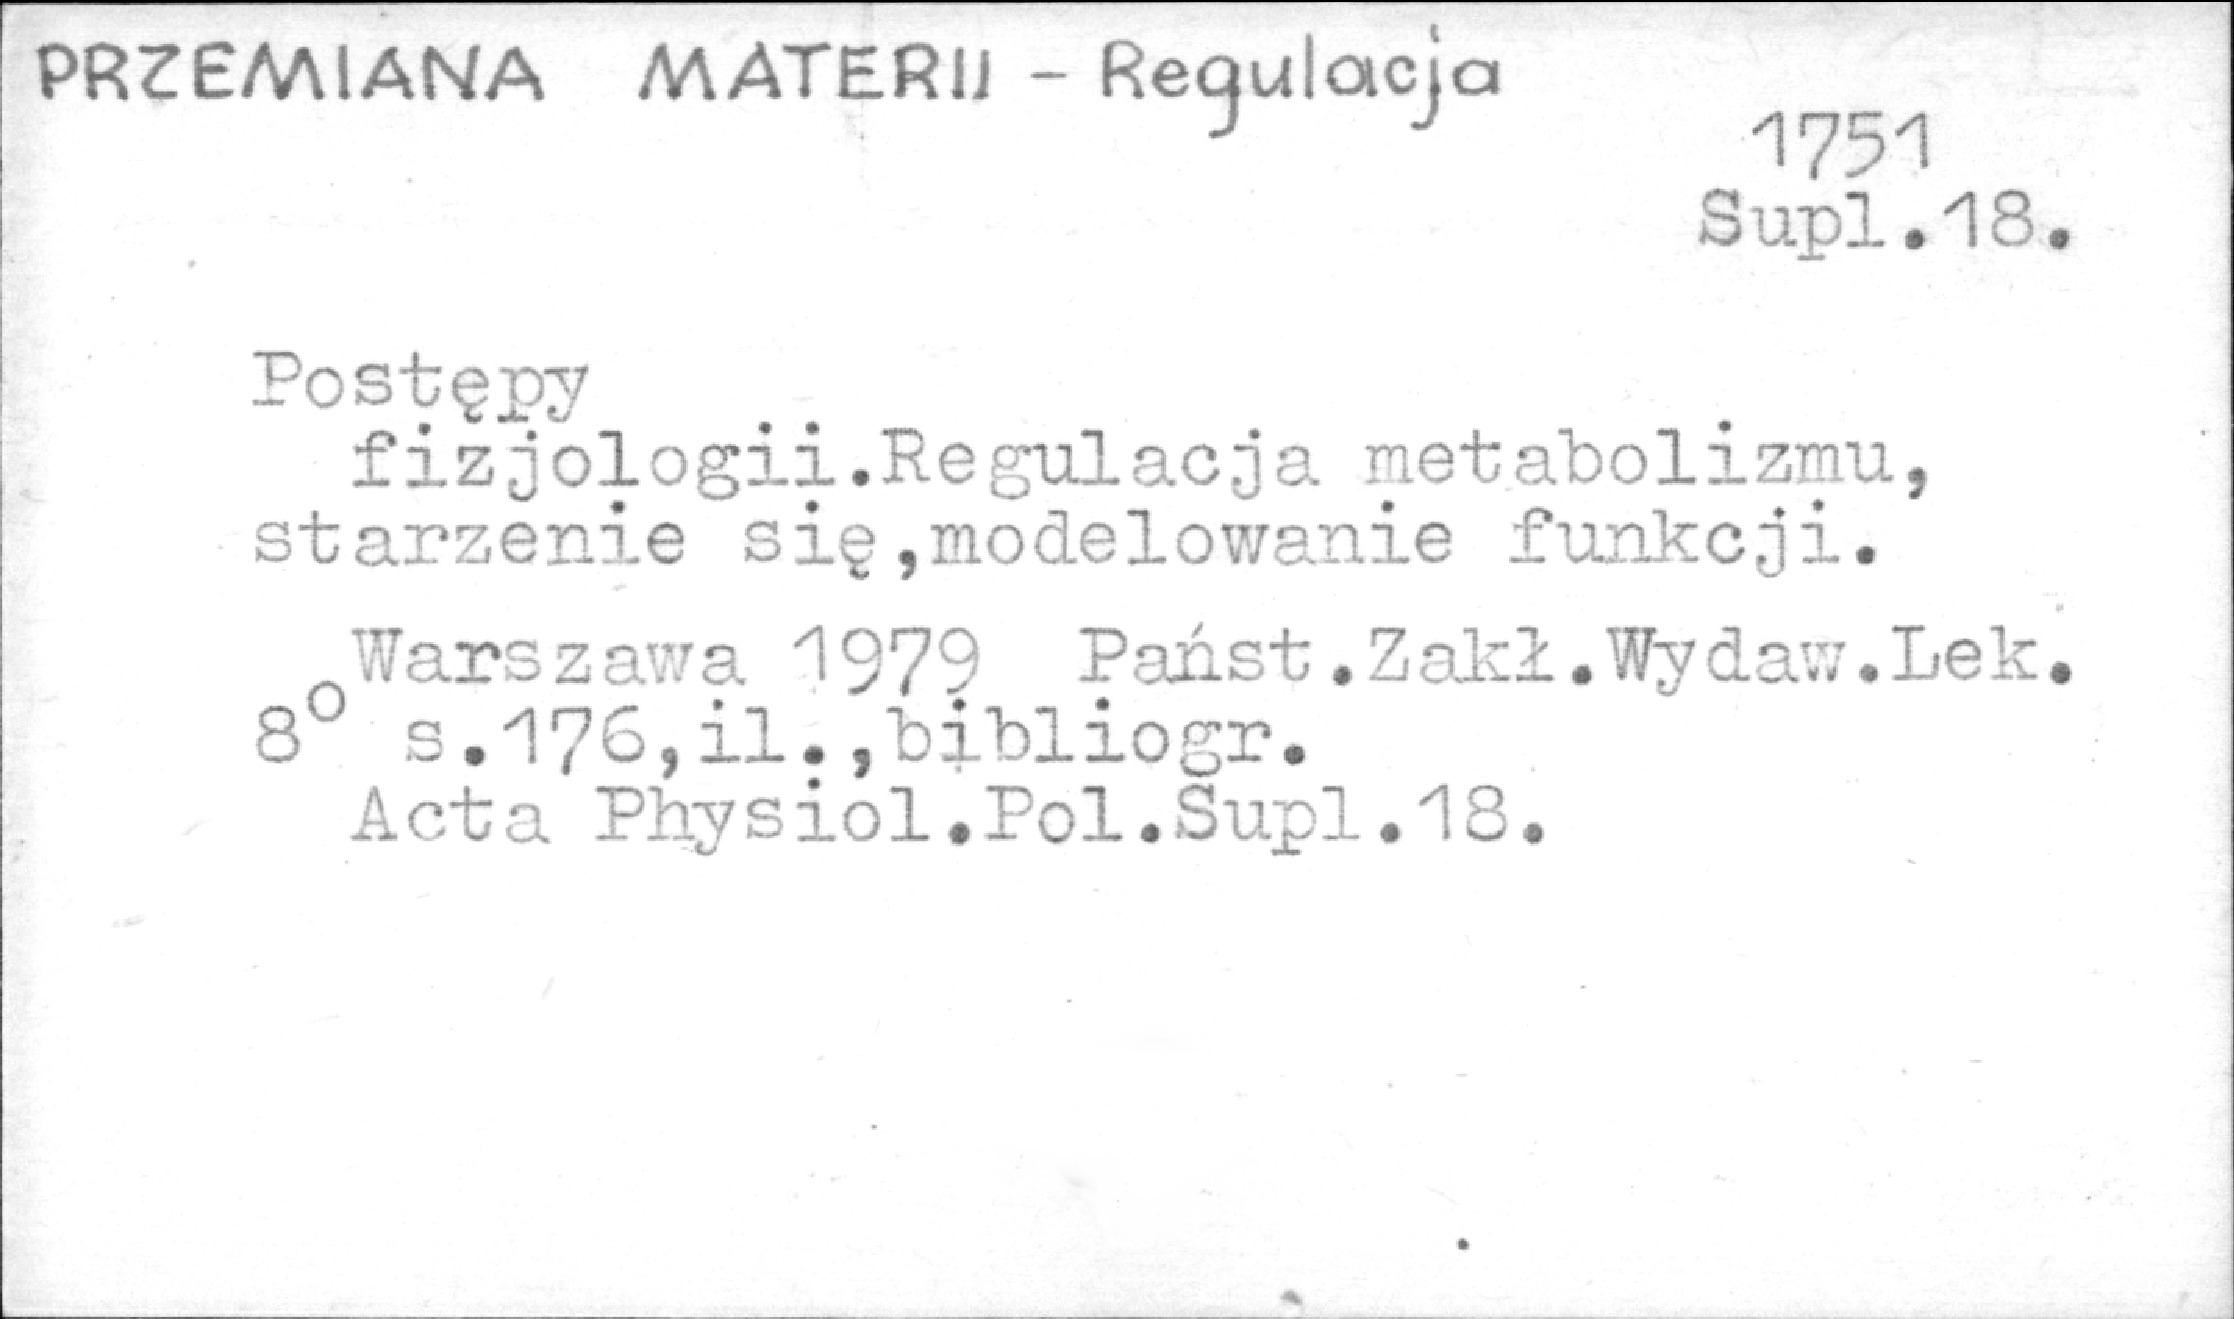 PRZEMIANA MATERII - Regulacja
1751
Supl.18.
Postępy
fizjologii.Regulacja metabolizmu,
starzenie się,modelowanie funkcji.
Warszawa 1979 Państ.Zakł.Wydaw.Lek.
8° s.176,il.,bibliogr.
Acta Physiol.Pol.Supl.18.